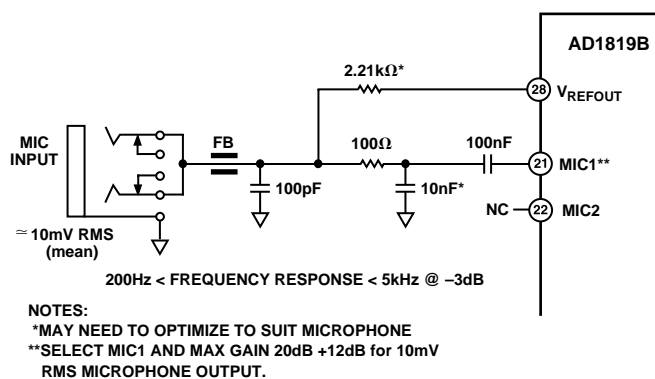 AD1819B
2.21kΩ*
28
VREFOUT
MIC
INPUT
FB
100Ω
100nF
21
MIC1**
100pF
10nF*
NC
22
MIC2
≃ 10mV RMS
(mean)
200Hz < FREQUENCY RESPONSE < 5kHz @ –3dB
NOTES:
*MAY NEED TO OPTIMIZE TO SUIT MICROPHONE
**SELECT MIC1 AND MAX GAIN 20dB +12dB for 10mV
RMS MICROPHONE OUTPUT.